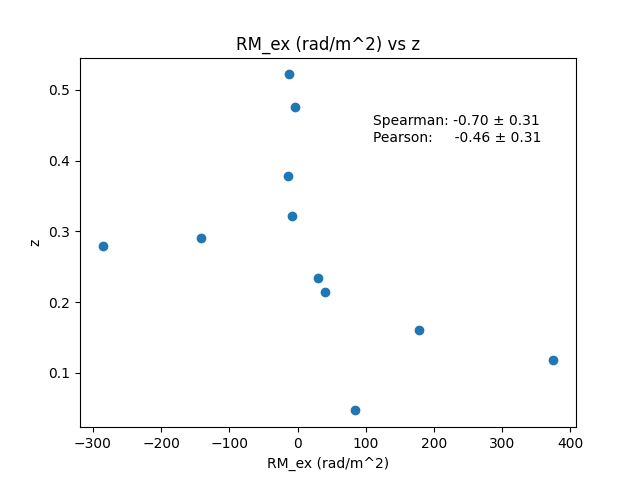 RM_ex (rad/m^2) vs z
Spearman: -0.70 ± 0.31
Pearson: -0.46 ± 0.31
z
0.5
0.4
0.3
0.2
0.1
−300 −200 −100 0 100 200 300 400
RM_ex (rad/m^2)